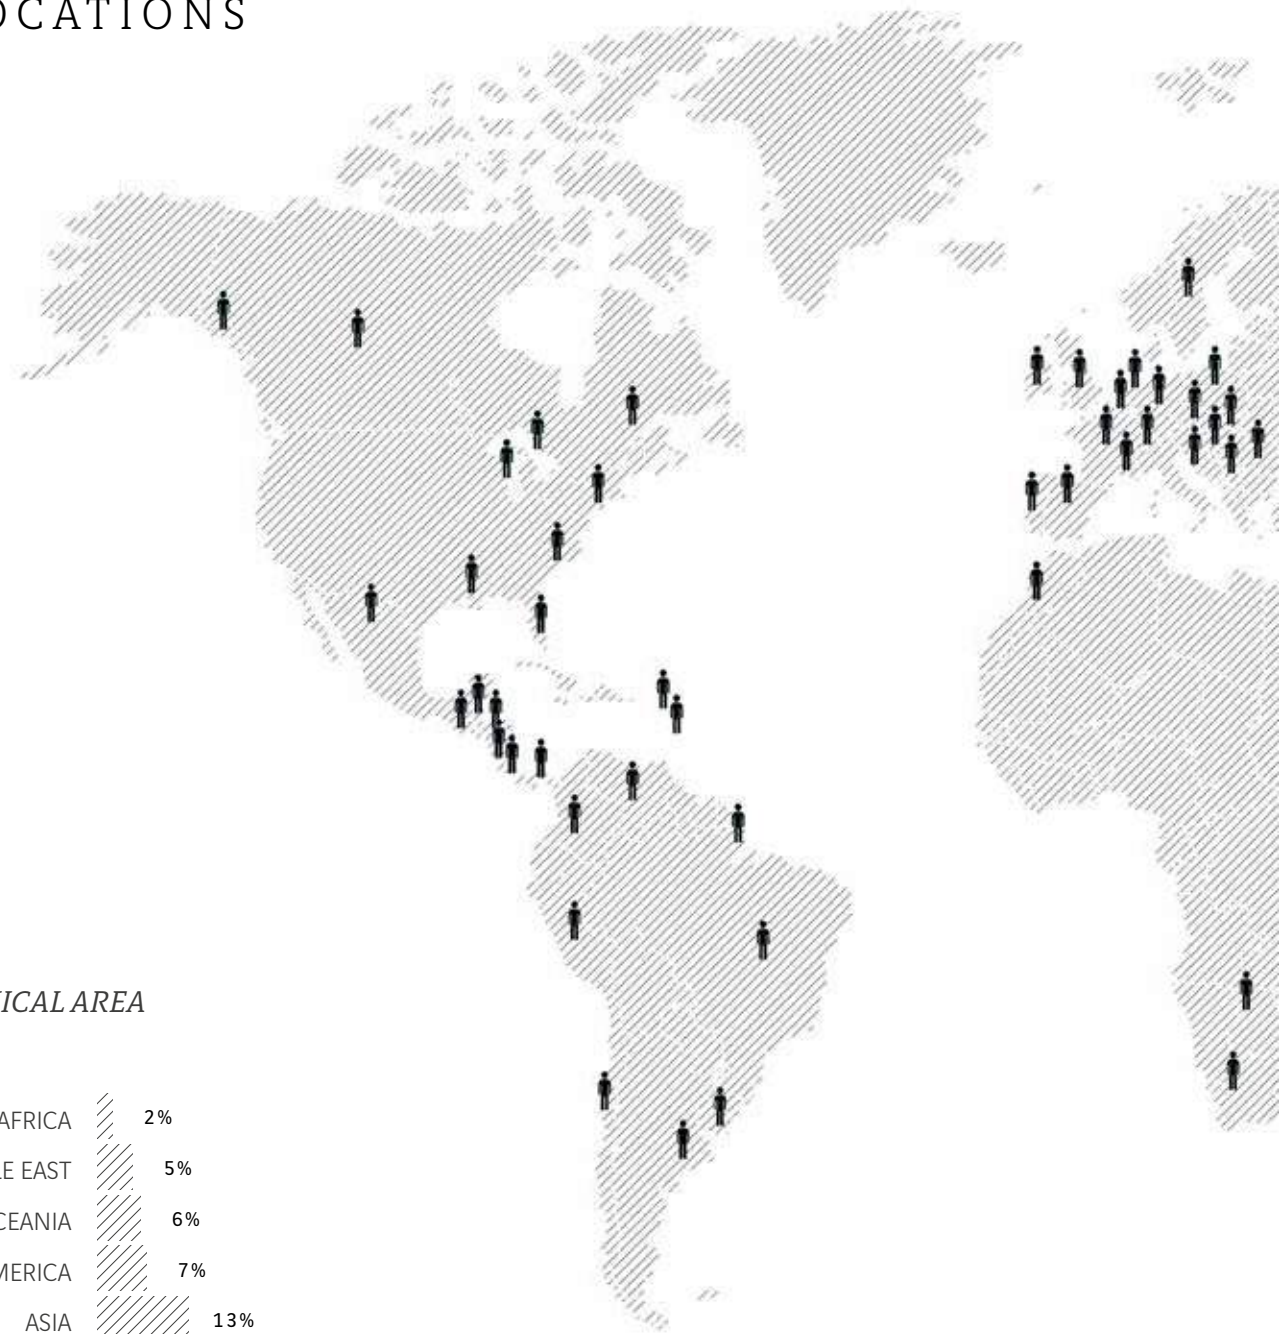 OCATIONS
ICAL AREA
AFRICA 2%
LE EAST 5%
CEANIA 6%
MERICA 7%
ASIA 13%